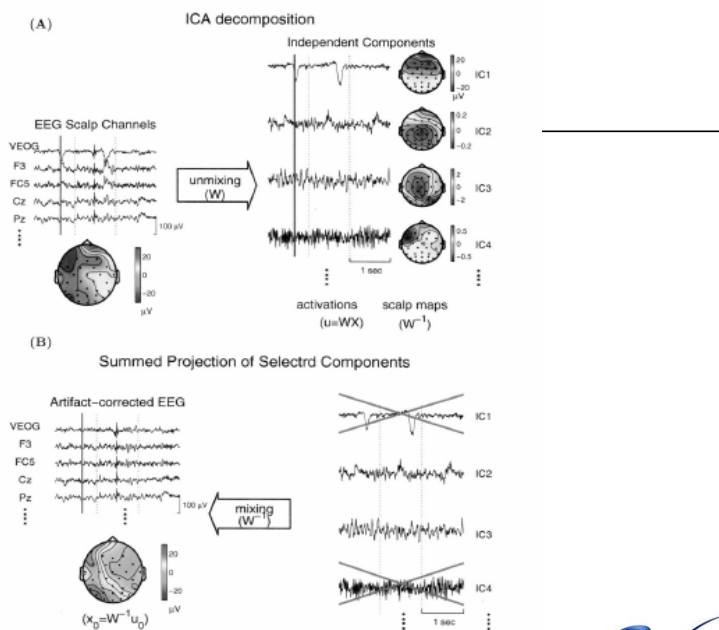 (A)
ICA decomposition
Independent Components
EEG Scalp Channels
VEOG
F3
FC5
Cz
Pz
100 µV
20
0
−20
µV
unmixing
(W)
20
0
−20
µV
IC1
0.2
−0.2
IC2
2
0
−2
IC3
0.5
0
−0.5
IC4
1 sec
activations
(u=WX)
scalp maps
(W⁻¹)
(B)
Summed Projection of Selectrd Components
Artifact−corrected EEG
VEOG
F3
FC5
Cz
Pz
100 µV
20
0
−20
µV
(x₀=W⁻¹u₀)
mixing
(W⁻¹)
IC1
IC2
IC3
IC4
1 sec